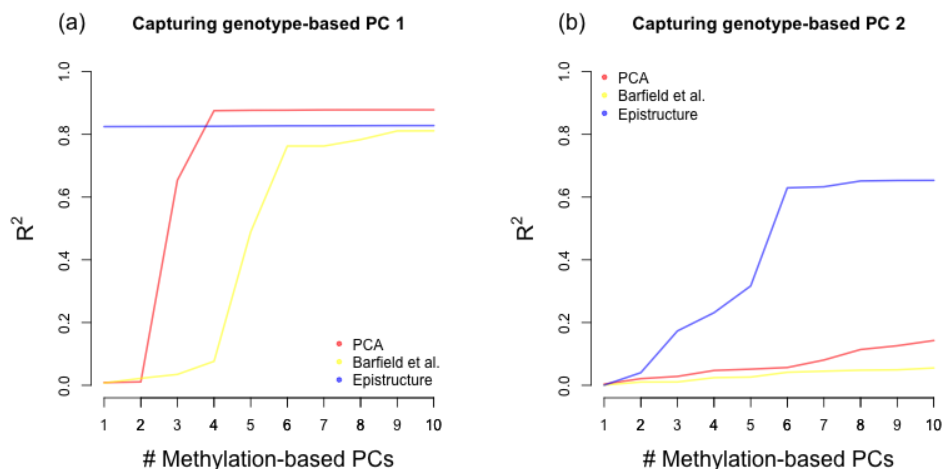 (a) Capturing genotype-based PC 1
1.0
0.8
0.6
0.4
0.2
0.0
R2
PCA
Barfield et al.
Epistructure
1 2 3 4 5 6 7 8 9 10
# Methylation-based PCs
(b) Capturing genotype-based PC 2
1.0
0.8
0.6
0.4
0.2
0.0
R2
PCA
Barfield et al.
Epistructure
1 2 3 4 5 6 7 8 9 10
# Methylation-based PCs